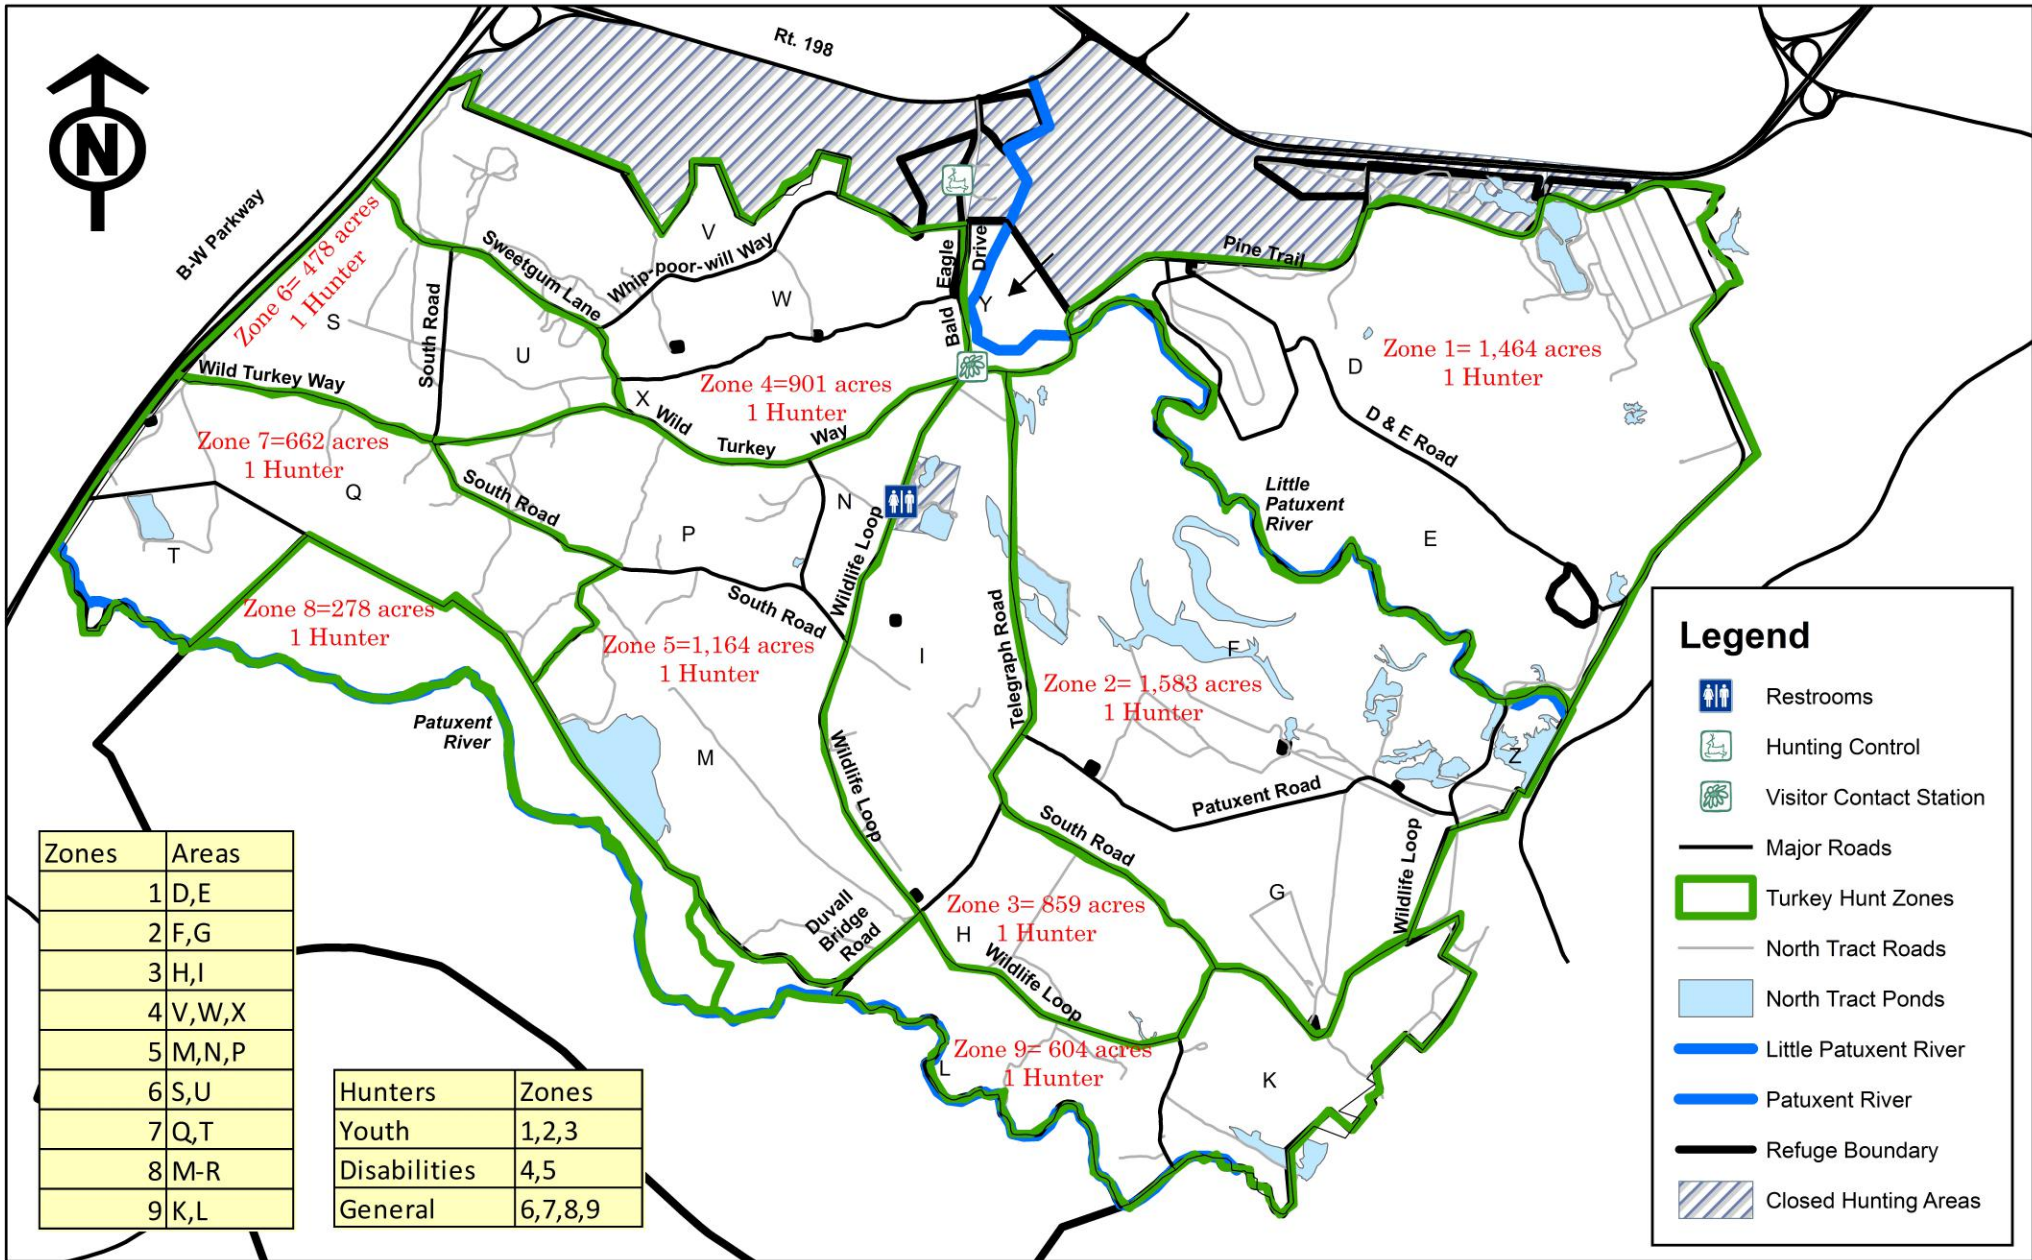 Rt. 198
N
B-W Parkway
Zone 6= 478 acres
1 Hunter
Sweetgum Lane
Whip-poor-will Way
V
W
S
South Road
U
Bald Eagle
Drive
Y
Pine Trail
D
Zone 1= 1,464 acres
1 Hunter
Wild Turkey Way
X
Zone 4=901 acres
1 Hunter
Wild
Turkey
Way
D & E Road
Zone 7=662 acres
1 Hunter
Q
South Road
P
N
Wildlife Loop
Little
Patuxent
River
E
T
Zone 8=278 acres
1 Hunter
South Road
Zone 5=1,164 acres
1 Hunter
I
Telegraph Road
F
Zone 2= 1,583 acres
1 Hunter
Patuxent
River
M
Wildlife Loop
Z
Patuxent Road
South Road
Wildlife Loop
G
Duvall
Bridge
Road
Zone 3= 859 acres
1 Hunter
H
Wildlife Loop
Zone 9= 604 acres
1 Hunter
L
K
Zones Areas
1 D,E
2 F,G
3 H,I
4 V,W,X
5 M,N,P
6 S,U
7 Q,T
8 M-R
9 K,L
Hunters Zones
Youth 1,2,3
Disabilities 4,5
General 6,7,8,9
Legend
Restrooms
Hunting Control
Visitor Contact Station
Major Roads
Turkey Hunt Zones
North Tract Roads
North Tract Ponds
Little Patuxent River
Patuxent River
Refuge Boundary
Closed Hunting Areas